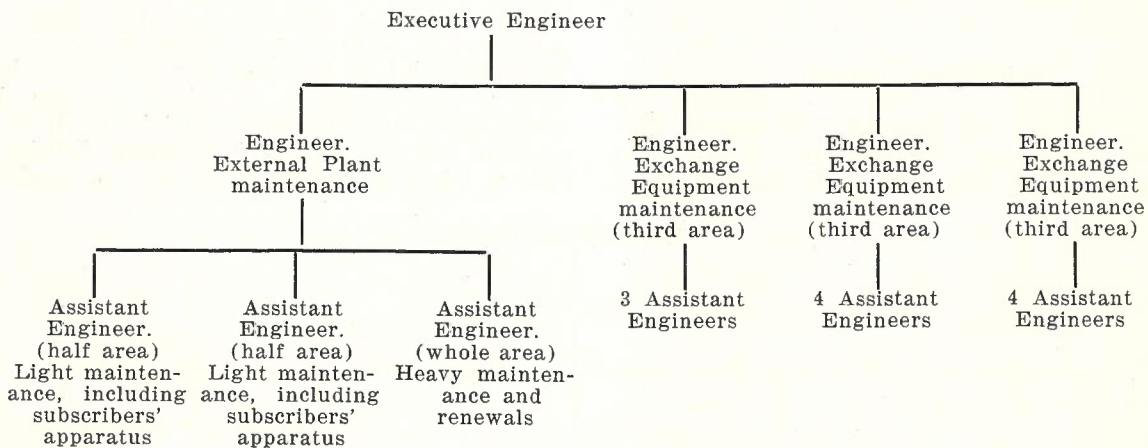 Executive Engineer
Engineer.
External Plant
maintenance
Engineer.
Exchange
Equipment
maintenance
(third area)
Engineer.
Exchange
Equipment
maintenance
(third area)
Engineer.
Exchange
Equipment
maintenance
(third area)
Assistant
Engineer.
(half area)
Light mainten-
ance, including
subscribers'
apparatus
Assistant
Engineer.
(half area)
Light mainten-
ance, including
subscribers'
apparatus
Assistant
Engineer.
(whole area)
Heavy mainten-
ance and
renewals
3 Assistant
Engineers
4 Assistant
Engineers
4 Assistant
Engineers